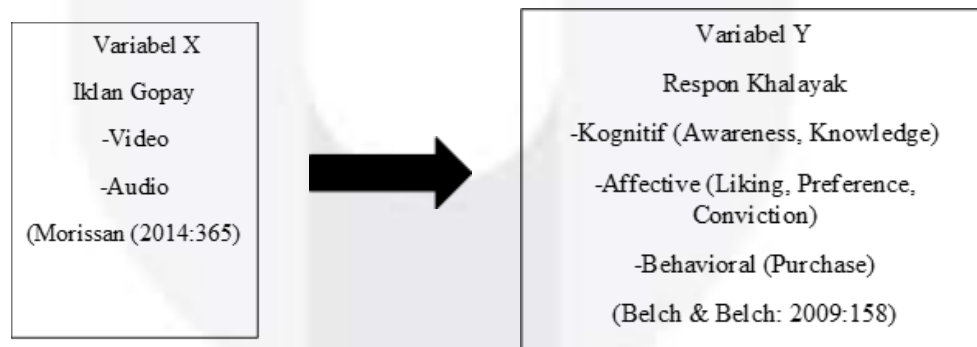 Variabel X
Iklan Gopay
-Video
-Audio
(Morissan (2014:365)
Variabel Y
Respon Khalayak
-Kognitif (Awareness, Knowledge)
-Affective (Liking, Preference,
Conviction)
-Behavioral (Purchase)
(Belch & Belch: 2009:158)